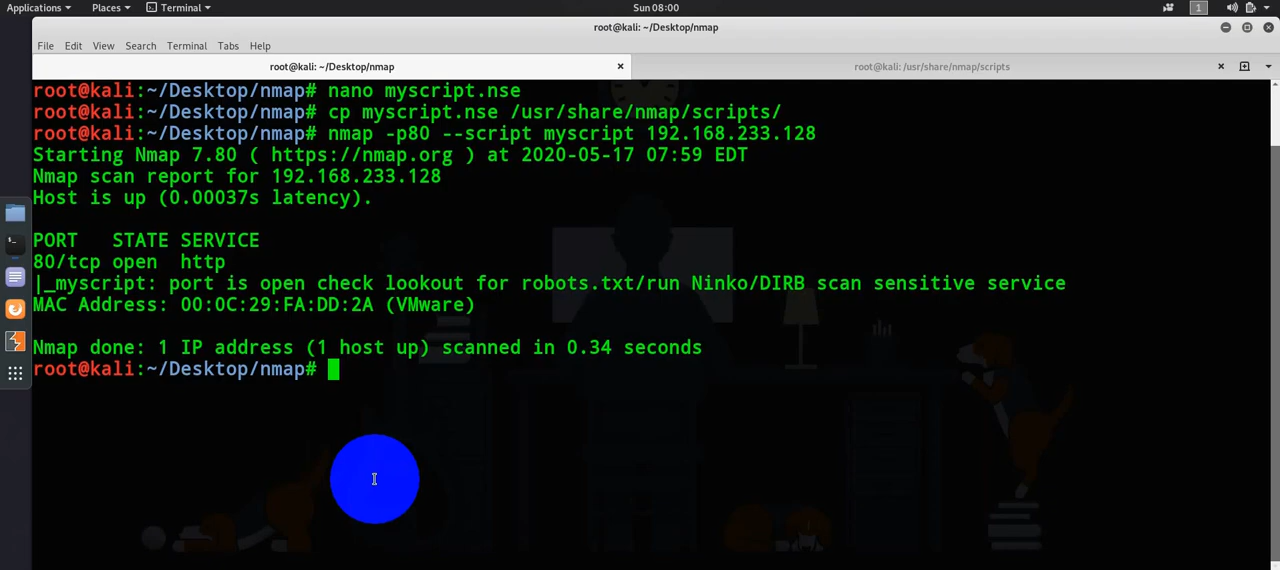 Applications Places Terminal Sun 08:00 1
root@kali: ~/Desktop/nmap
File Edit View Search Terminal Tabs Help
root@kali: ~/Desktop/nmap root@kali: /usr/share/nmap/scripts
root@kali:~/Desktop/nmap# nano myscript.nse
root@kali:~/Desktop/nmap# cp myscript.nse /usr/share/nmap/scripts/
root@kali:~/Desktop/nmap# nmap -p80 --script myscript 192.168.233.128
Starting Nmap 7.80 ( https://nmap.org ) at 2020-05-17 07:59 EDT
Nmap scan report for 192.168.233.128
Host is up (0.00037s latency).
PORT STATE SERVICE
80/tcp open http
|_myscript: port is open check lookout for robots.txt/run Ninko/DIRB scan sensitive service
MAC Address: 00:0C:29:FA:DD:2A (VMware)
Nmap done: 1 IP address (1 host up) scanned in 0.34 seconds
root@kali:~/Desktop/nmap#